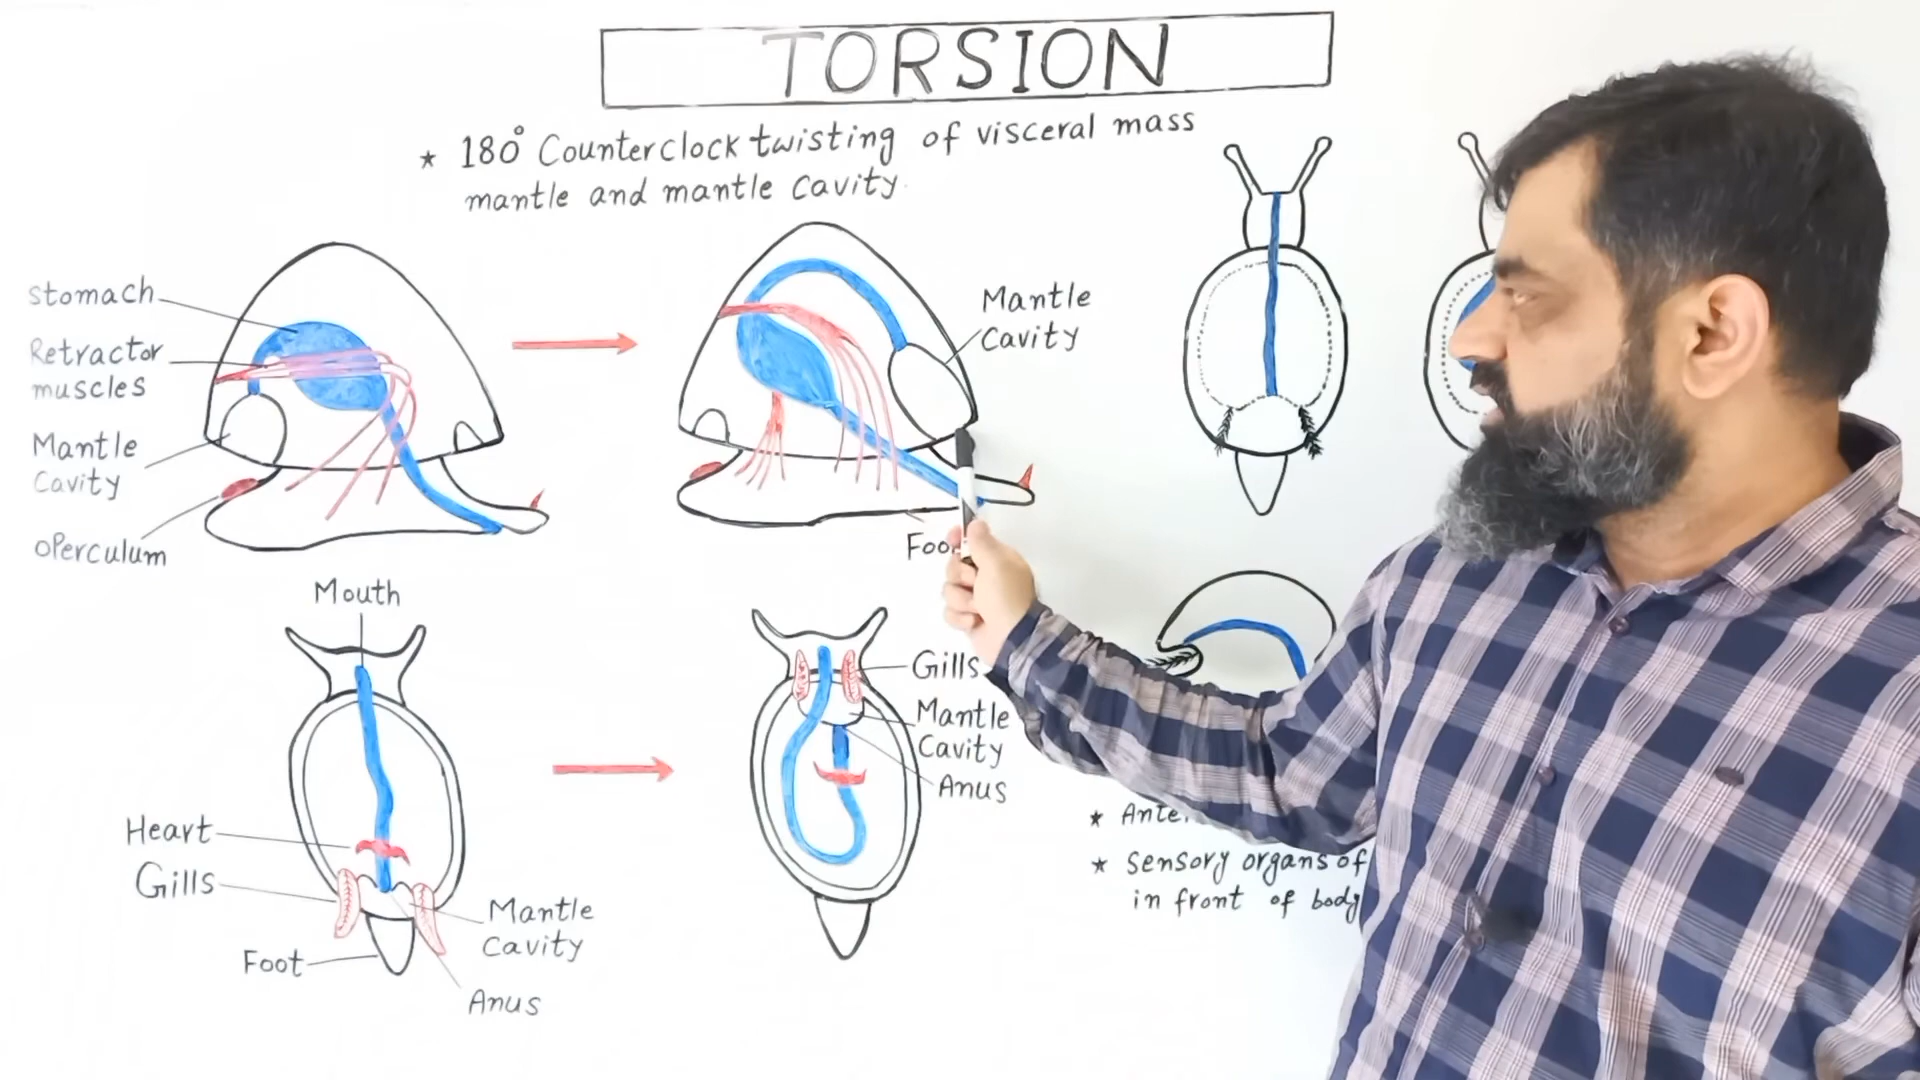 TORSION
★ 180° Counterclock twisting of visceral mass
mantle and mantle cavity.
stomach
Retractor
muscles
Mantle
Cavity
operculum
Mantle
Cavity
Mouth
Heart
Gills
Foot
Mantle
Cavity
Anus
Gills
Mantle
Cavity
Anus
★ Sensory organs of
in front of body